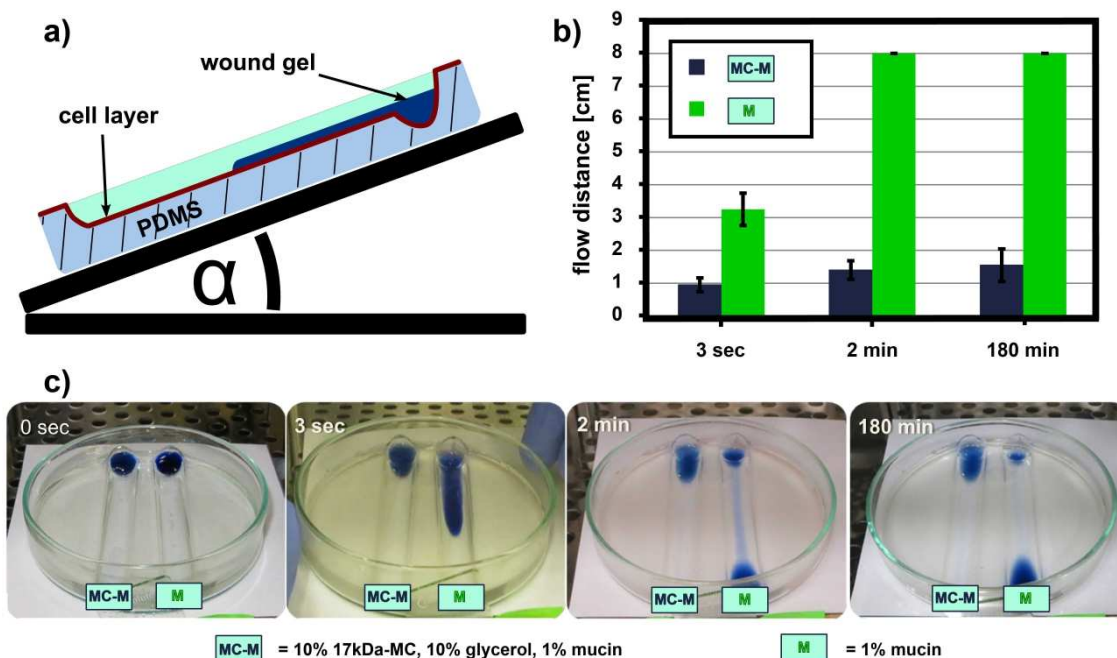 a)
wound gel
cell layer
PDMS
α
b)
flow distance [cm]
9
8
7
6
5
4
3
2
1
0
MC-M
M
3 sec
2 min
180 min
c)
0 sec
3 sec
2 min
180 min
MC-M M
MC-M M
MC-M M
MC-M M
MC-M = 10% 17kDa-MC, 10% glycerol, 1% mucin
M = 1% mucin